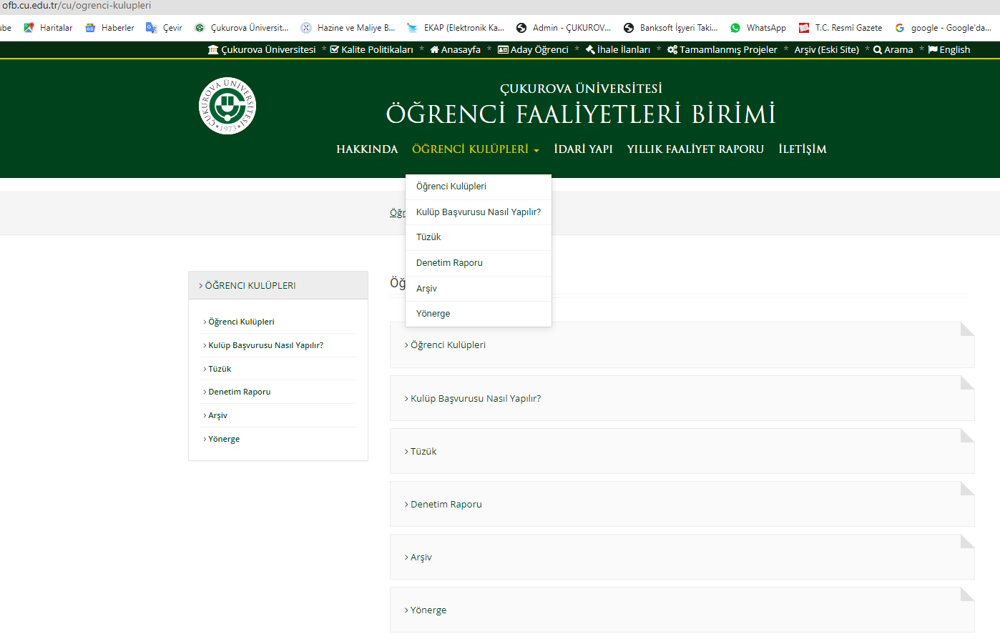 ofb.cu.edu.tr/cu/ogrenci-kulupleri
Haritalar Haberler Çevir Çukurova Üniversit... Hazine ve Maliye B... EKAP (Elektronik Ka... Admin - ÇUKUROV... Banksoft İşyeri Taki... WhatsApp T.C. Resmî Gazete google - Google'da...
Çukurova Üniversitesi * Kalite Politikaları * Anasayfa * Aday Öğrenci * İhale İlanları * Tamamlanmış Projeler * Arşiv (Eski Site) * Arama * English
ÇUKUROVA ÜNİVERSİTESİ
1973
ÇUKUROVA ÜNİVERSİTESİ
ÖĞRENCİ FAALİYETLERİ BİRİMİ
HAKKINDA ÖĞRENCİ KULÜPLERİ İDARİ YAPI YILLIK FAALİYET RAPORU İLETİŞİM
Öğrenci Kulüpleri
Kulüp Başvurusu Nasıl Yapılır?
Tüzük
Denetim Raporu
Arşiv
Yönerge
> ÖĞRENCI KULÜPLERI
> Öğrenci Kulüpleri
> Kulüp Başvurusu Nasıl Yapılır?
> Tüzük
> Denetim Raporu
> Arşiv
> Yönerge
> Öğrenci Kulüpleri
> Kulüp Başvurusu Nasıl Yapılır?
> Tüzük
> Denetim Raporu
> Arşiv
> Yönerge